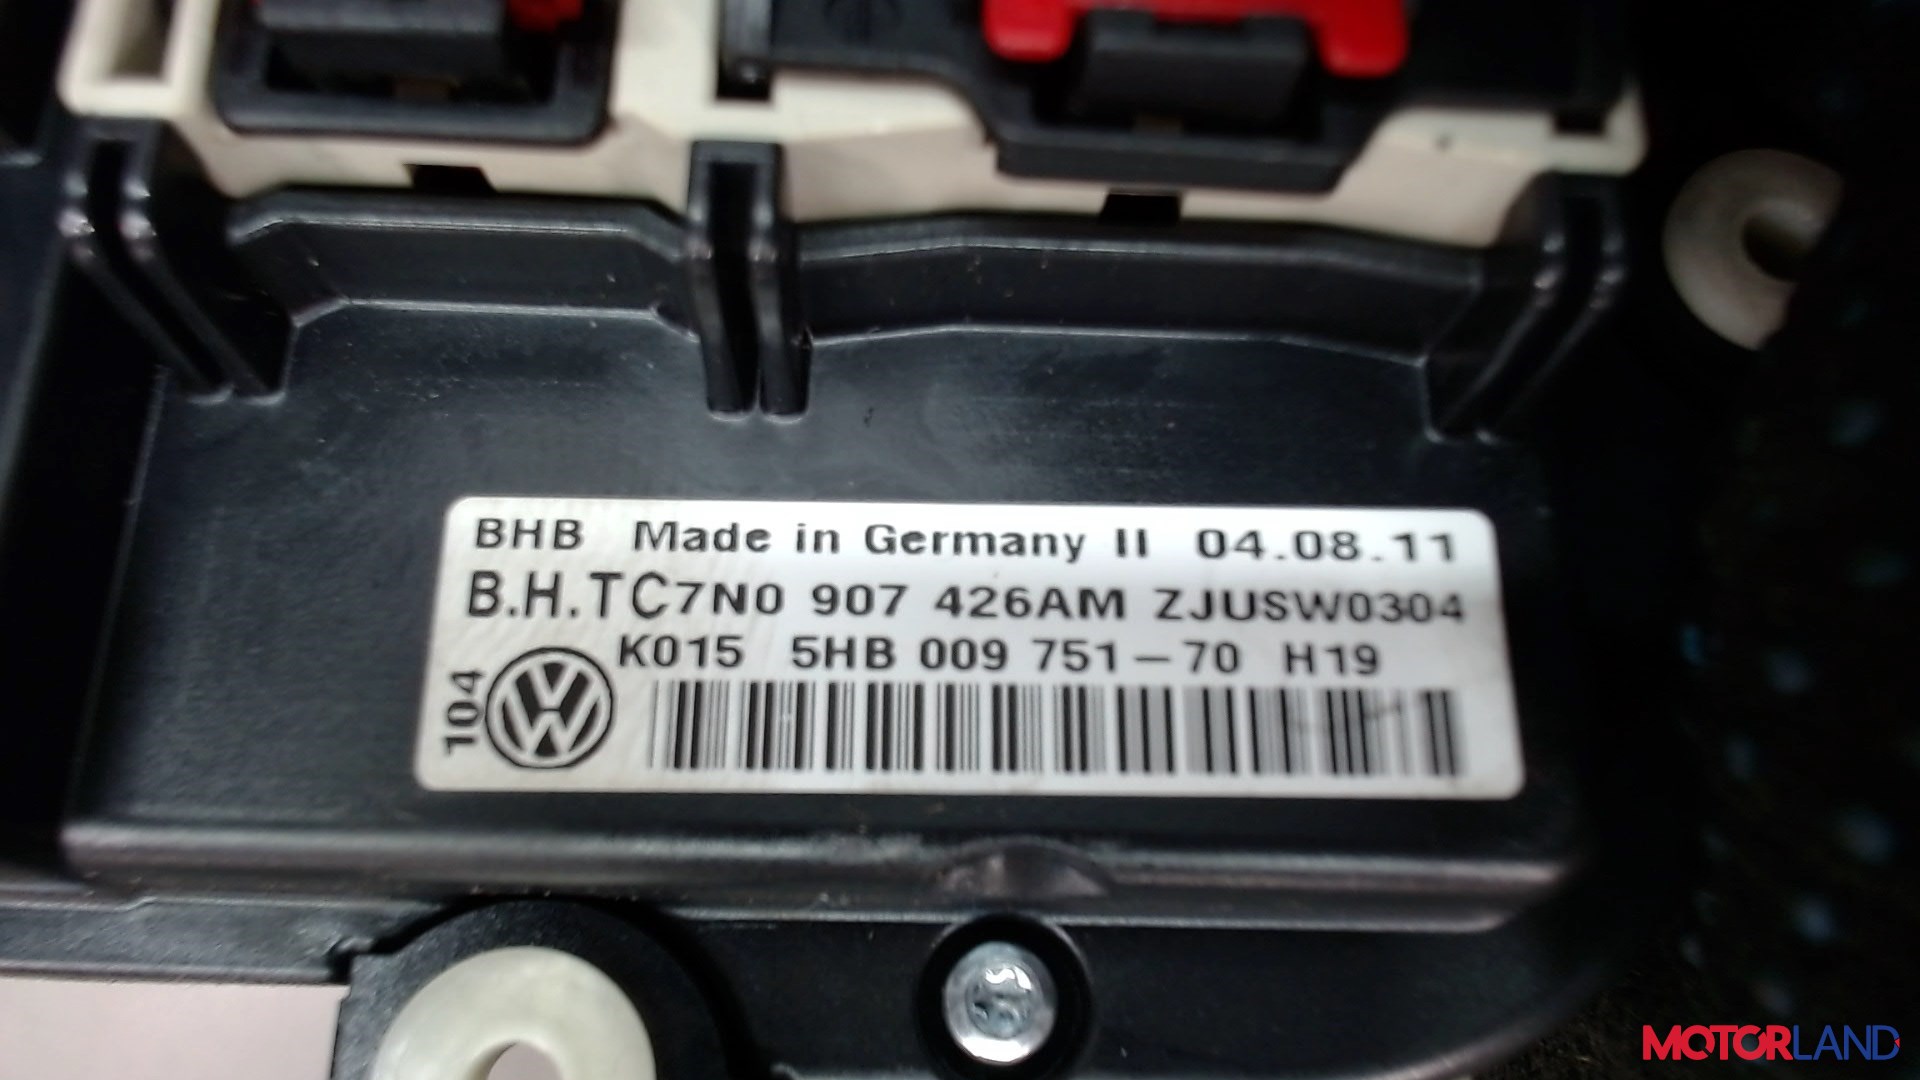 BHB Made in Germany II 04.08.11
B.H.TC7N0 907 426AM ZJUSW0304
K015 5HB 009 751-70 H19
104
MOTORLAND